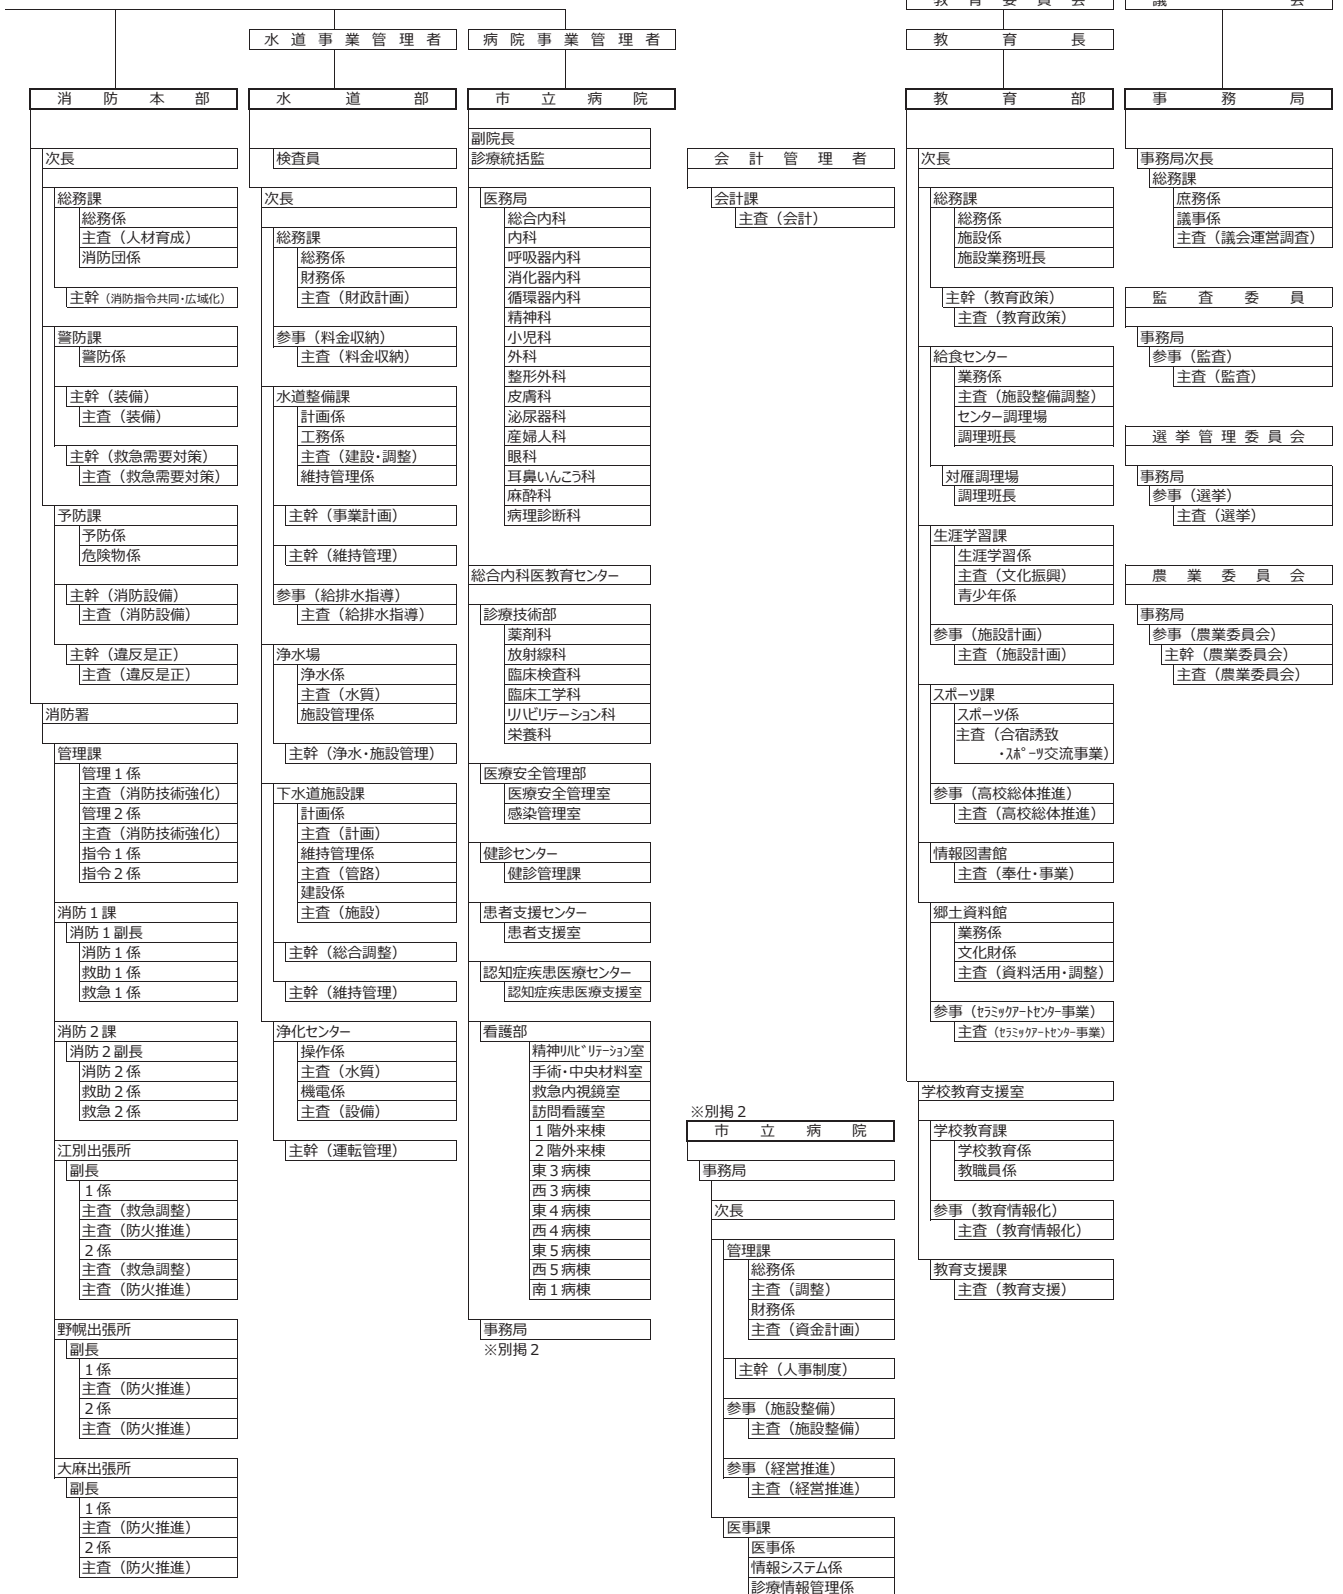 教育委員会
議会
水道事業管理者
病院事業管理者
教育長
消防本部
次長
総務課
総務係
主査（人材育成）
消防団係
主幹（消防指令共同・広域化）
警防課
警防係
主幹（装備）
主査（装備）
主幹（救急需要対策）
主査（救急需要対策）
予防課
予防係
危険物係
主幹（消防設備）
主査（消防設備）
主幹（違反是正）
主査（違反是正）
消防署
管理課
管理１係
主査（消防技術強化）
管理２係
主査（消防技術強化）
指令１係
指令２係
消防１課
消防１副長
消防１係
救助１係
救急１係
消防２課
消防２副長
消防２係
救助２係
救急２係
江別出張所
副長
１係
主査（救急調整）
主査（防火推進）
２係
主査（救急調整）
主査（防火推進）
野幌出張所
副長
１係
主査（防火推進）
２係
主査（防火推進）
大麻出張所
副長
１係
主査（防火推進）
２係
主査（防火推進）
水道部
検査員
次長
総務課
総務係
財務係
主査（財政計画）
参事（料金収納）
主査（料金収納）
水道整備課
計画係
工務係
主査（建設・調整）
維持管理係
主幹（事業計画）
主幹（維持管理）
参事（給排水指導）
主査（給排水指導）
浄水場
浄水係
主査（水質）
施設管理係
主幹（浄水・施設管理）
下水道施設課
計画係
主査（計画）
維持管理係
主査（管路）
建設係
主査（施設）
主幹（総合調整）
主幹（維持管理）
浄化センター
操作係
主査（水質）
機電係
主査（設備）
主幹（運転管理）
市立病院
副院長
診療統括監
医務局
総合内科
内科
呼吸器内科
消化器内科
循環器内科
精神科
小児科
外科
整形外科
皮膚科
泌尿器科
産婦人科
眼科
耳鼻いんこう科
麻酔科
病理診断科
総合内科医教育センター
診療技術部
薬剤科
放射線科
臨床検査科
臨床工学科
リハビリテーション科
栄養科
医療安全管理部
医療安全管理室
感染管理室
健診センター
健診管理課
患者支援センター
患者支援室
認知症疾患医療センター
認知症疾患医療支援室
看護部
精神ﾘﾊﾋﾞﾘﾃｰｼｮﾝ室
手術・中央材料室
救急内視鏡室
訪問看護室
１階外来棟
２階外来棟
東３病棟
西３病棟
東４病棟
西４病棟
東５病棟
西５病棟
南１病棟
事務局
※別掲２
会計管理者
会計課
主査（会計）
※別掲２
市立病院
事務局
次長
管理課
総務係
主査（調整）
財務係
主査（資金計画）
主幹（人事制度）
参事（施設整備）
主査（施設整備）
参事（経営推進）
主査（経営推進）
医事課
医事係
情報システム係
診療情報管理係
教育部
次長
総務課
総務係
施設係
施設業務班長
主幹（教育政策）
主査（教育政策）
給食センター
業務係
主査（施設整備調整）
センター調理場
調理班長
対雁調理場
調理班長
生涯学習課
生涯学習係
主査（文化振興）
青少年係
参事（施設計画）
主査（施設計画）
スポーツ課
スポーツ係
主査（合宿誘致
・ｽﾎﾟｰﾂ交流事業）
参事（高校総体推進）
主査（高校総体推進）
情報図書館
主査（奉仕・事業）
郷土資料館
業務係
文化財係
主査（資料活用・調整）
参事（ｾﾗﾐｯｸｱｰﾄｾﾝﾀｰ事業）
主査（ｾﾗﾐｯｸｱｰﾄｾﾝﾀｰ事業）
学校教育支援室
学校教育課
学校教育係
教職員係
参事（教育情報化）
主査（教育情報化）
教育支援課
主査（教育支援）
事務局
事務局次長
総務課
庶務係
議事係
主査（議会運営調査）
監査委員
事務局
参事（監査）
主査（監査）
選挙管理委員会
事務局
参事（選挙）
主査（選挙）
農業委員会
事務局
参事（農業委員会）
主幹（農業委員会）
主査（農業委員会）